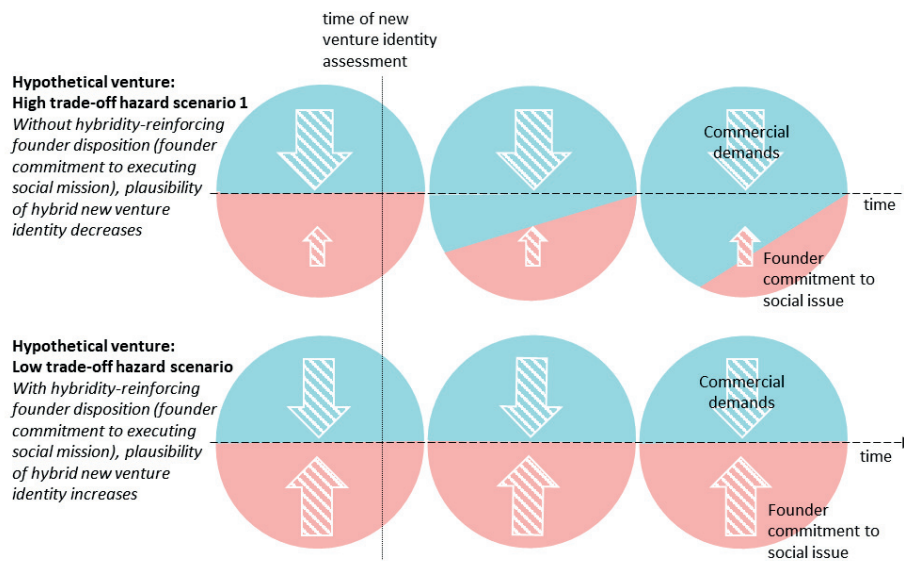 time of new
venture identity
assessment
Hypothetical venture:
High trade-off hazard scenario 1
Without hybridity-reinforcing
founder disposition (founder
commitment to executing
social mission), plausibility
of hybrid new venture
identity decreases
Commercial
demands
time
Founder
commitment to
social issue
Hypothetical venture:
Low trade-off hazard scenario
With hybridity-reinforcing
founder disposition (founder
commitment to executing
social mission), plausibility
of hybrid new venture
identity increases
Commercial
demands
time
Founder
commitment to
social issue